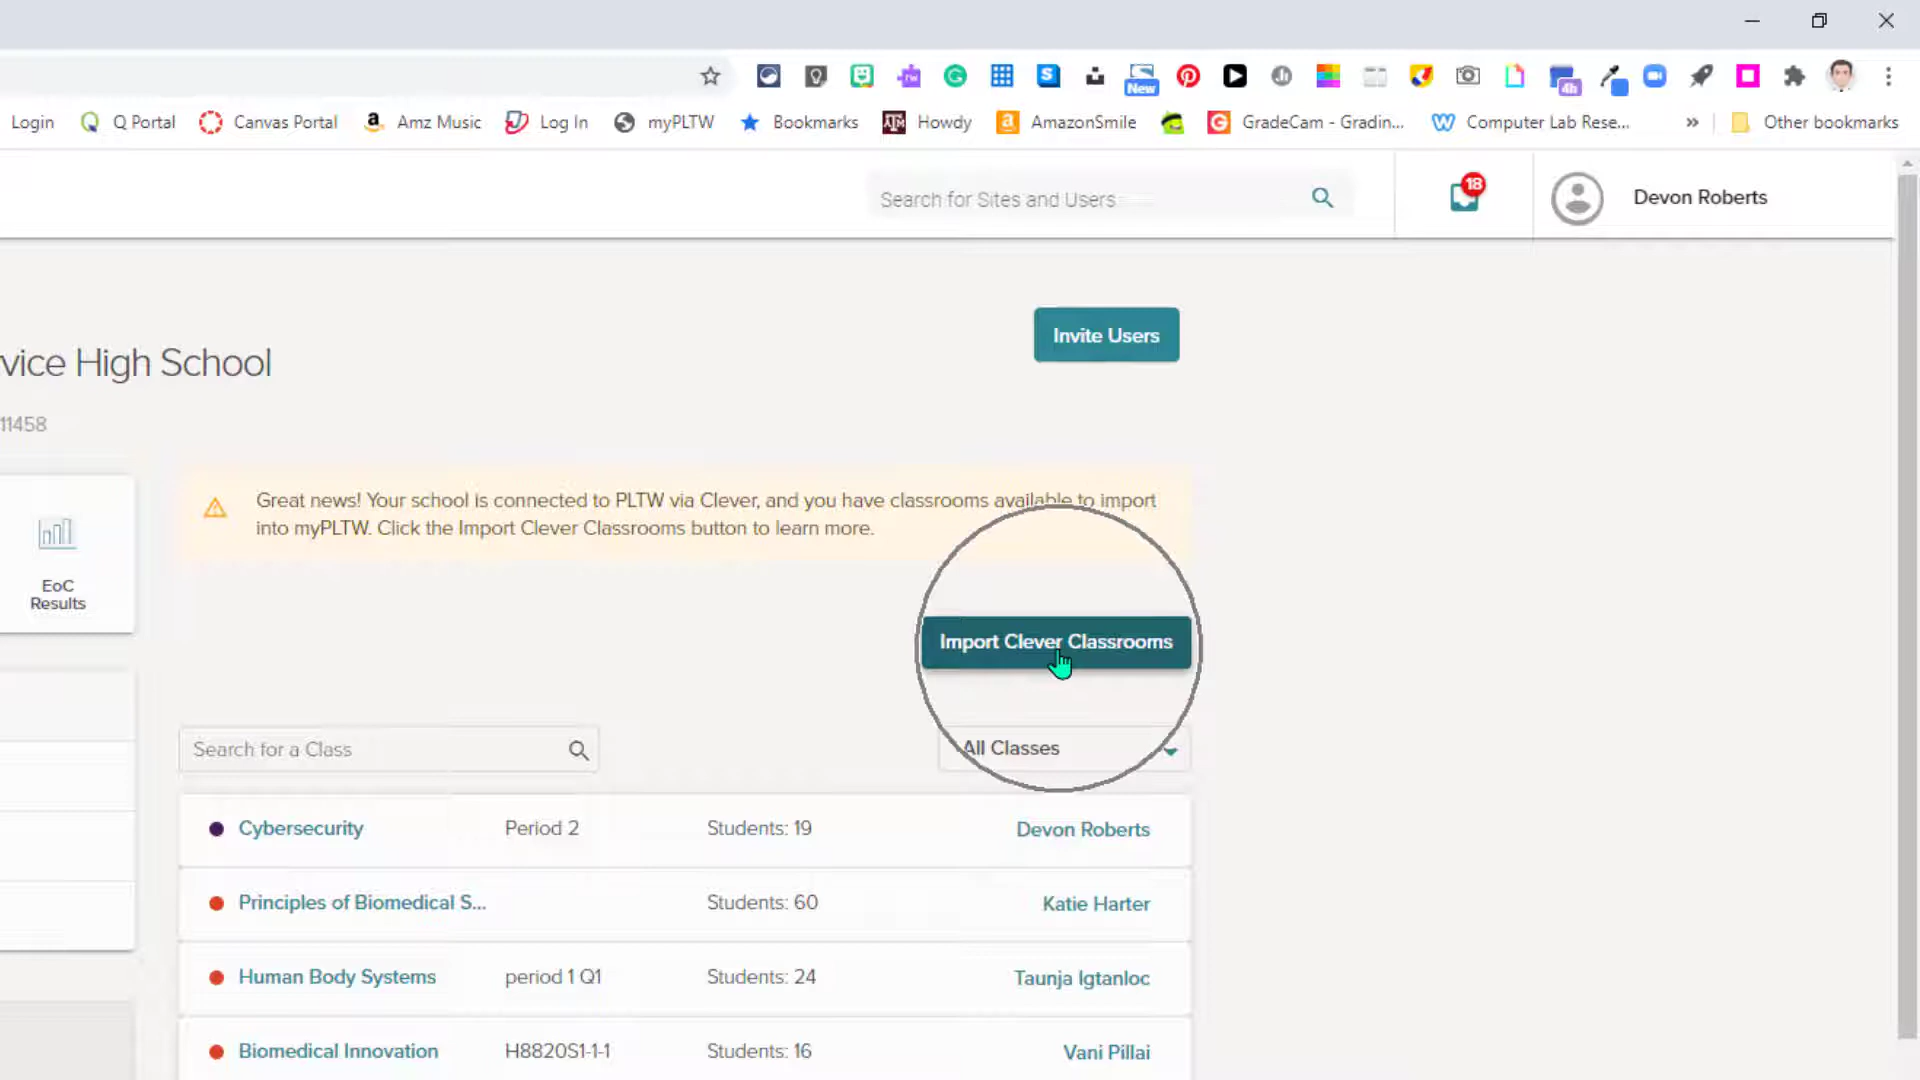 New
4h
Login
Q Portal
Canvas Portal
Amz Music
Log In
myPLTW
Bookmarks
Howdy
AmazonSmile
GradeCam - Gradin...
Computer Lab Rese...
»
Other bookmarks
Search for Sites and Users
18
Devon Roberts
Invite Users
vice High School
11458
Great news! Your school is connected to PLTW via Clever, and you have classrooms available to import
into myPLTW. Click the Import Clever Classrooms button to learn more.
EoC
Results
Import Clever Classrooms
Search for a Class
All Classes
Cybersecurity Period 2 Students: 19 Devon Roberts
Principles of Biomedical S... Students: 60 Katie Harter
Human Body Systems period 1 Q1 Students: 24 Taunja Igtanloc
Biomedical Innovation H8820S1-1-1 Students: 16 Vani Pillai